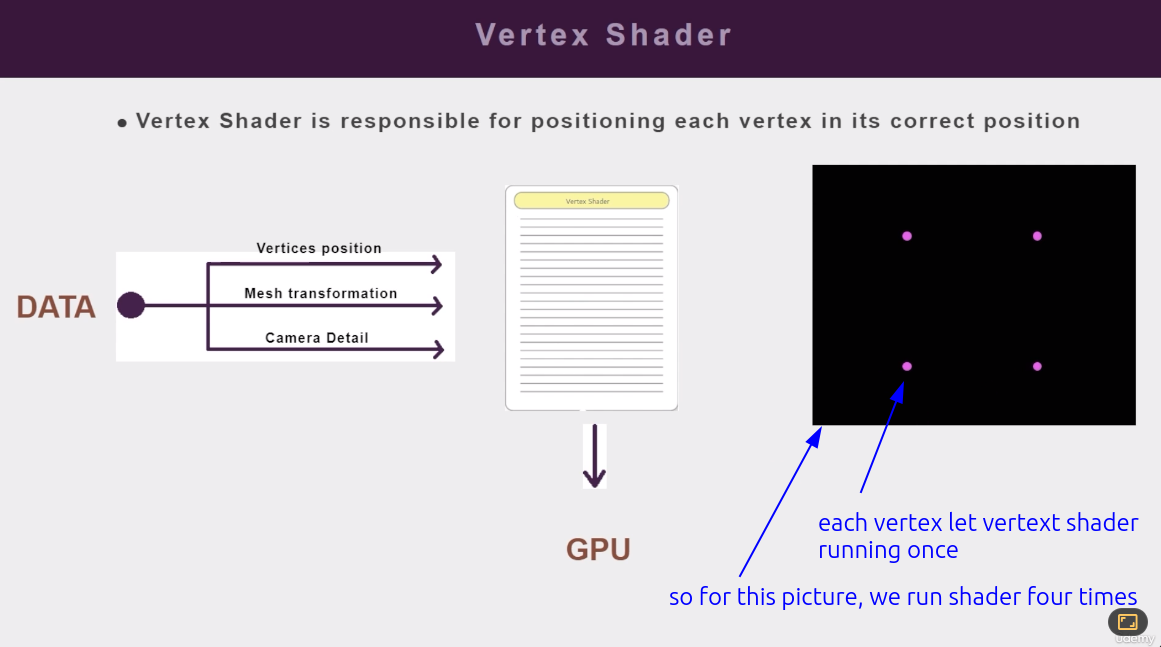 Vertex Shader
• Vertex Shader is responsible for positioning each vertex in its correct position
Vertices position
DATA
Mesh transformation
Camera Detail
Vertex Shader
GPU
each vertex let vertext shader
running once
so for this picture, we run shader four times
udemy